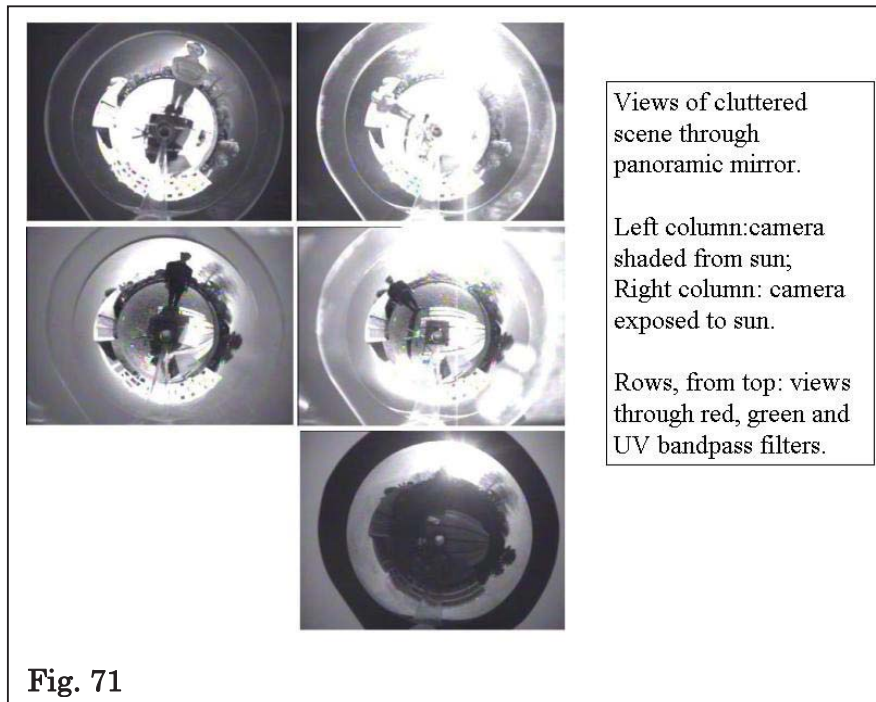 Views of cluttered
scene through
panoramic mirror.
Left column:camera
shaded from sun;
Right column: camera
exposed to sun.
Rows, from top: views
through red, green and
UV bandpass filters.
Fig. 71